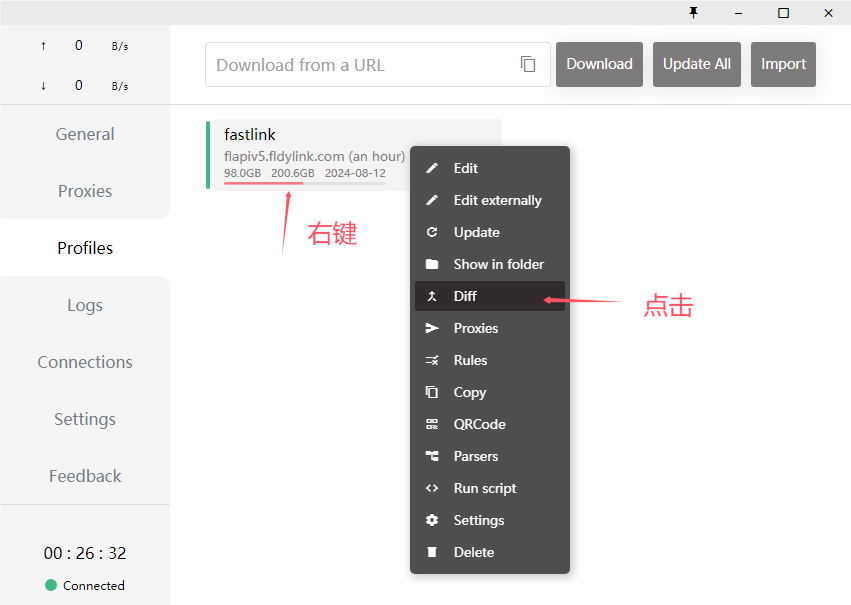 ↑ 0 B/s
↓ 0 B/s
Download from a URL
Download
Update All
Import
General
Proxies
Profiles
Logs
Connections
Settings
Feedback
00 : 26 : 32
Connected
fastlink
flapiv5.fldylink.com (an hour)
98.0GB 200.6GB 2024-08-12
右键
Edit
Edit externally
Update
Show in folder
Diff
Proxies
Rules
Copy
QRCode
Parsers
Run script
Settings
Delete
点击